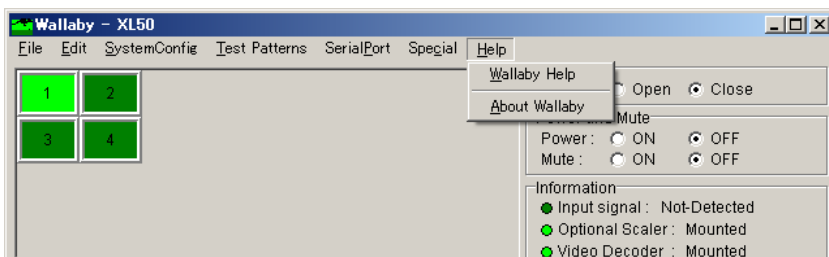 Wallaby - XL50
File Edit SystemConfig Test Patterns SerialPort Special Help
Wallaby Help
About Wallaby
1 2
3 4
Open Close
Mute
Power : ON OFF
Mute : ON OFF
Information
Input signal : Not-Detected
Optional Scaler : Mounted
Video Decoder : Mounted